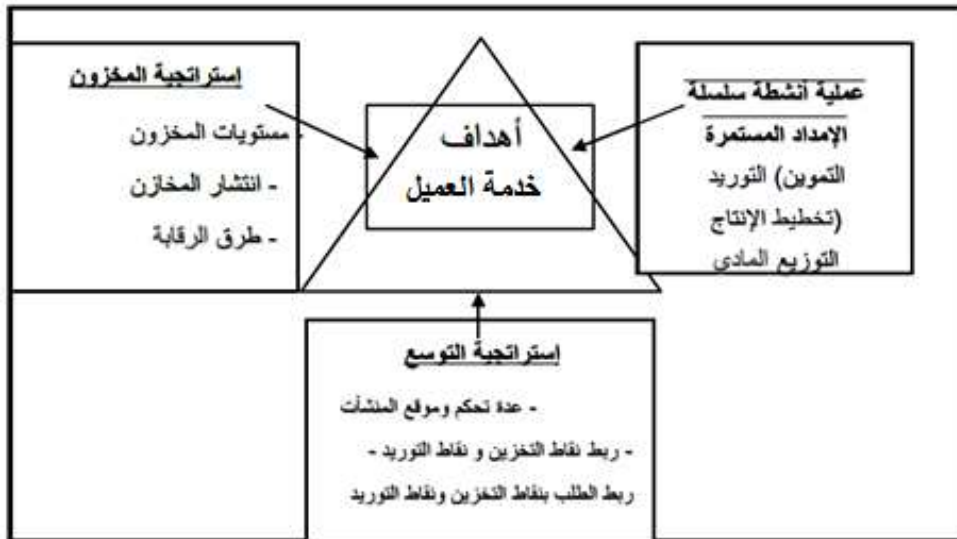 عملية أنشطة سلسلة
الإمداد المستمرة
التموين) التوريد
(تخطيط الإنتاج
التوزيع المادي
أهداف
خدمة العميل
إستراتجية المخزون
- مستويات المخزون
- انتشار المخازن
- طرق الرقابة
إستراتجية التوسع
- عدة تحكم وموقع المنشآت
- ربط نقاط التخزين و نقاط التوريد -
ربط الطلب بنقاط التخزين ونقاط التوريد